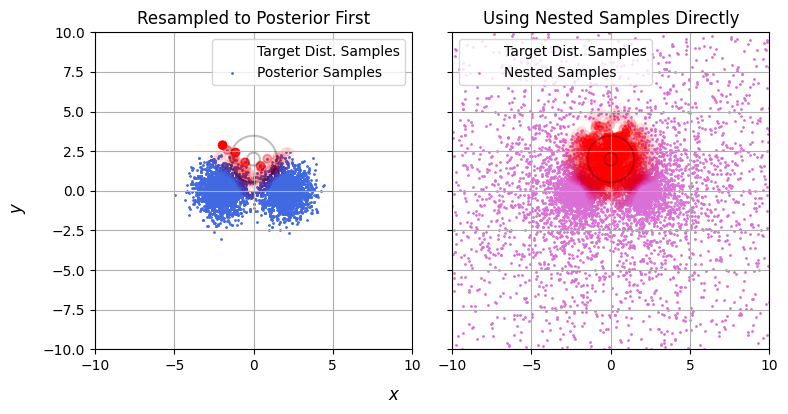 Resampled to Posterior First
Using Nested Samples Directly
Target Dist. Samples
Posterior Samples
Target Dist. Samples
Nested Samples
10.0
7.5
5.0
2.5
0.0
−2.5
−5.0
−7.5
−10.0
y
−10
−5
0
5
10
−10
−5
0
5
10
x